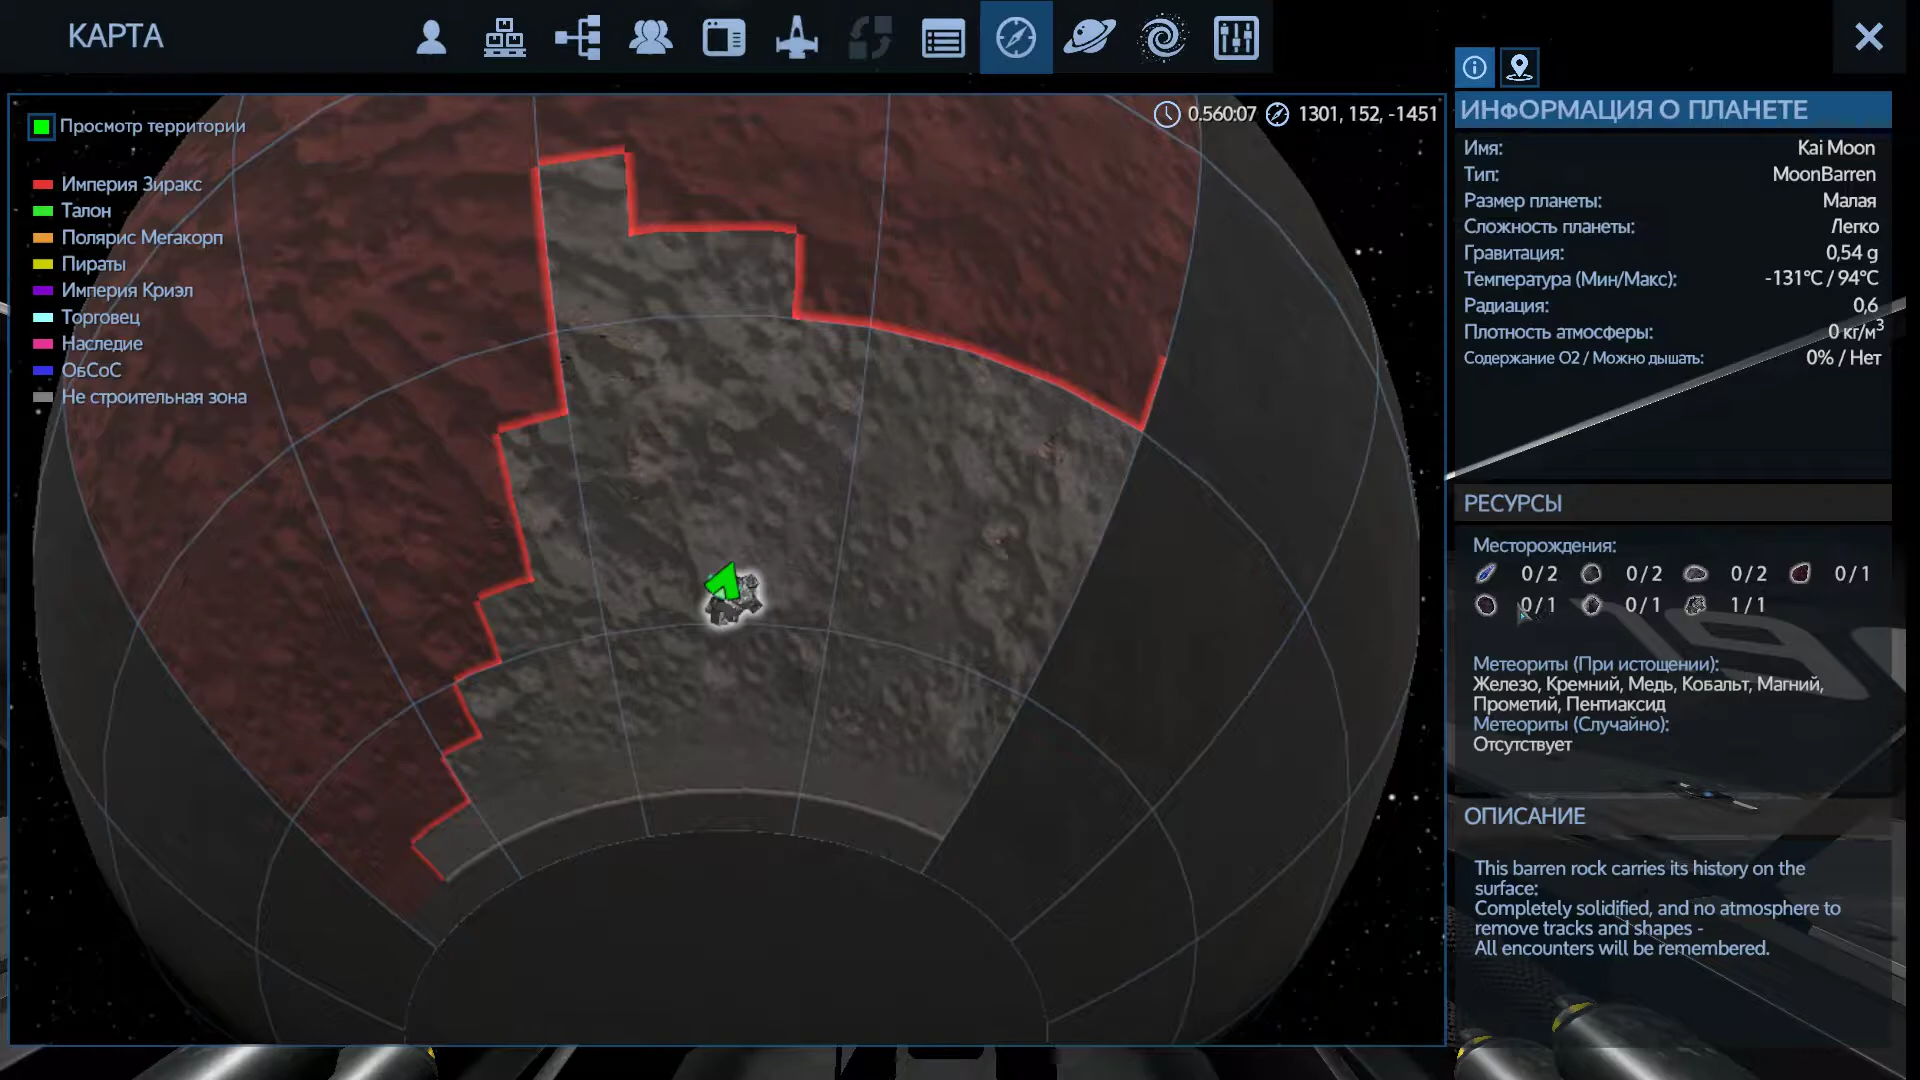 КАРТА
Просмотр территории
0.560:07
1301, 152, -1451
Империя Зиракс
Талон
Полярис Мегакорп
Пираты
Империя Криэл
Торговец
Наследие
ОбСоС
Не строительная зона
ИНФОРМАЦИЯ О ПЛАНЕТЕ
Имя: Kai Moon
Тип: MoonBarren
Размер планеты: Малая
Сложность планеты: Легко
Гравитация: 0,54 g
Температура (Мин/Макс): -131°C / 94°C
Радиация: 0,6
Плотность атмосферы: 0 кг/м³
Содержание О2 / Можно дышать: 0% / Нет
РЕСУРСЫ
Месторождения:
0 / 2 0 / 2 0 / 2 0 / 1
0 / 1 0 / 1 1 / 1
Метеориты (При истощении):
Железо, Кремний, Медь, Кобальт, Магний,
Прометий, Пентиаксид
Метеориты (Случайно):
Отсутствует
ОПИСАНИЕ
This barren rock carries its history on the
surface:
Completely solidified, and no atmosphere to
remove tracks and shapes -
All encounters will be remembered.